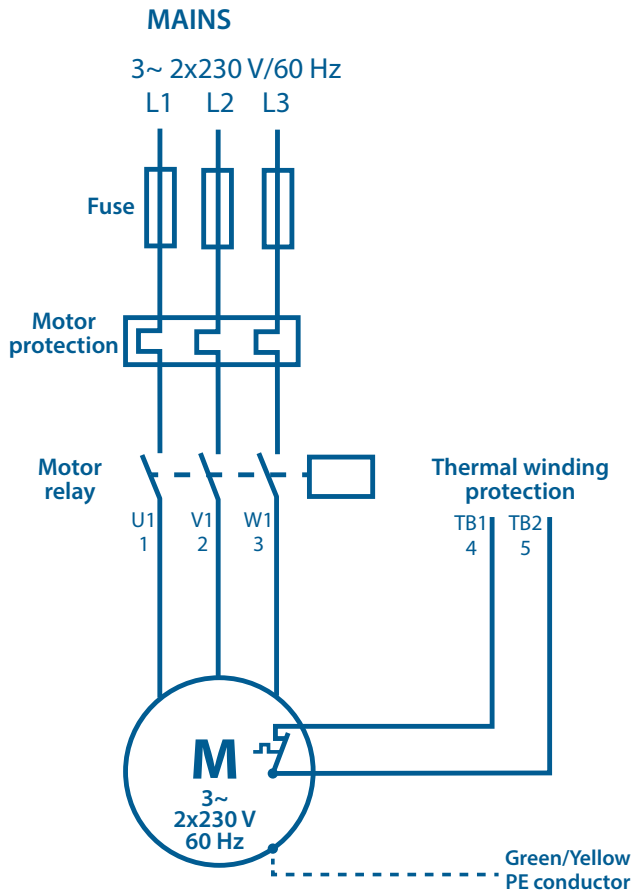 MAINS
3~ 2x230 V/60 Hz
L1 L2 L3
Fuse
Motor
protection
Motor
relay
Thermal winding
protection
U1 V1 W1
1 2 3
TB1 TB2
4 5
M
3~
2x230 V
60 Hz
Green/Yellow
PE conductor